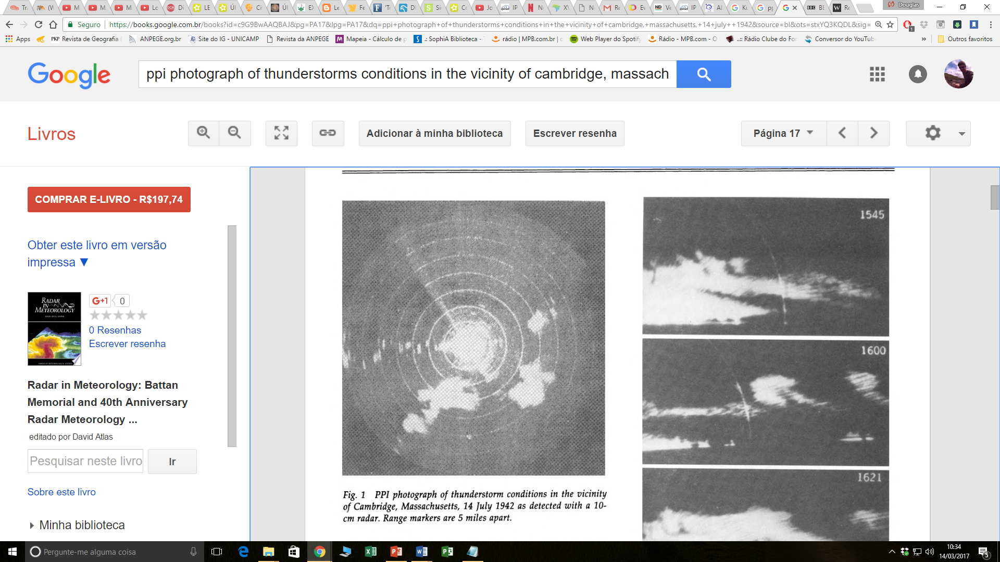 Douglas
Seguro
https://books.google.com.br/books?id=c9G9BwAAQBAJ&pg=PA17&lpg=PA17&dq=ppi+photograph+of+thunderstorms+conditions+in+the+vicinity+of+cambridge,+massachusetts,+14+july++1942&source=bl&ots=stxYQ3KQDL&sig=
Apps
PKP Revista de Geografia
ANPEGE.org.br
Site do IG - UNICAMP
Revista da ANPEGE
Mapeia - Cálculo de
.: SophiA Biblioteca -
rádio | MPB.com.br |
Web Player do Spotify
Rádio - MPB.com - O
..:: Rádio Clube do For
Conversor do YouTub
»
Outros favoritos
Google
ppi photograph of thunderstorms conditions in the vicinity of cambridge, massach
Livros
Adicionar à minha biblioteca
Escrever resenha
Página 17
COMPRAR E-LIVRO - R$197,74
Obter este livro em versão
impressa ▼
RADAR
IN
METEOROLOGY
G+1
0
0 Resenhas
Escrever resenha
Radar in Meteorology: Battan
Memorial and 40th Anniversary
Radar Meteorology ...
editado por David Atlas
Pesquisar neste livro
Ir
Sobre este livro
Minha biblioteca
Fig. 1 PPI photograph of thunderstorm conditions in the vicinity
of Cambridge, Massachusetts, 14 July 1942 as detected with a 10-
cm radar. Range markers are 5 miles apart.
1545
1600
1621
Pergunte-me alguma coisa
10:34
14/03/2017
5